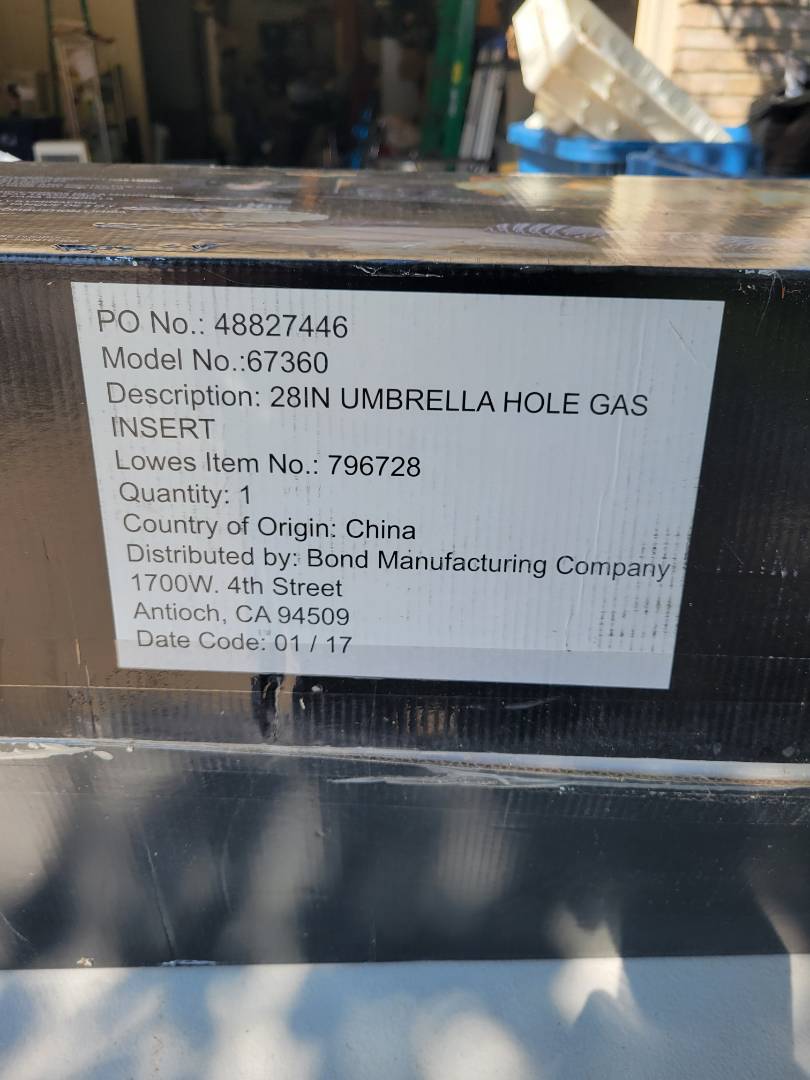 PO No.: 48827446
Model No.:67360
Description: 28IN UMBRELLA HOLE GAS
INSERT
Lowes Item No.: 796728
Quantity: 1
Country of Origin: China
Distributed by: Bond Manufacturing Company
1700W. 4th Street
Antioch, CA 94509
Date Code: 01 / 17